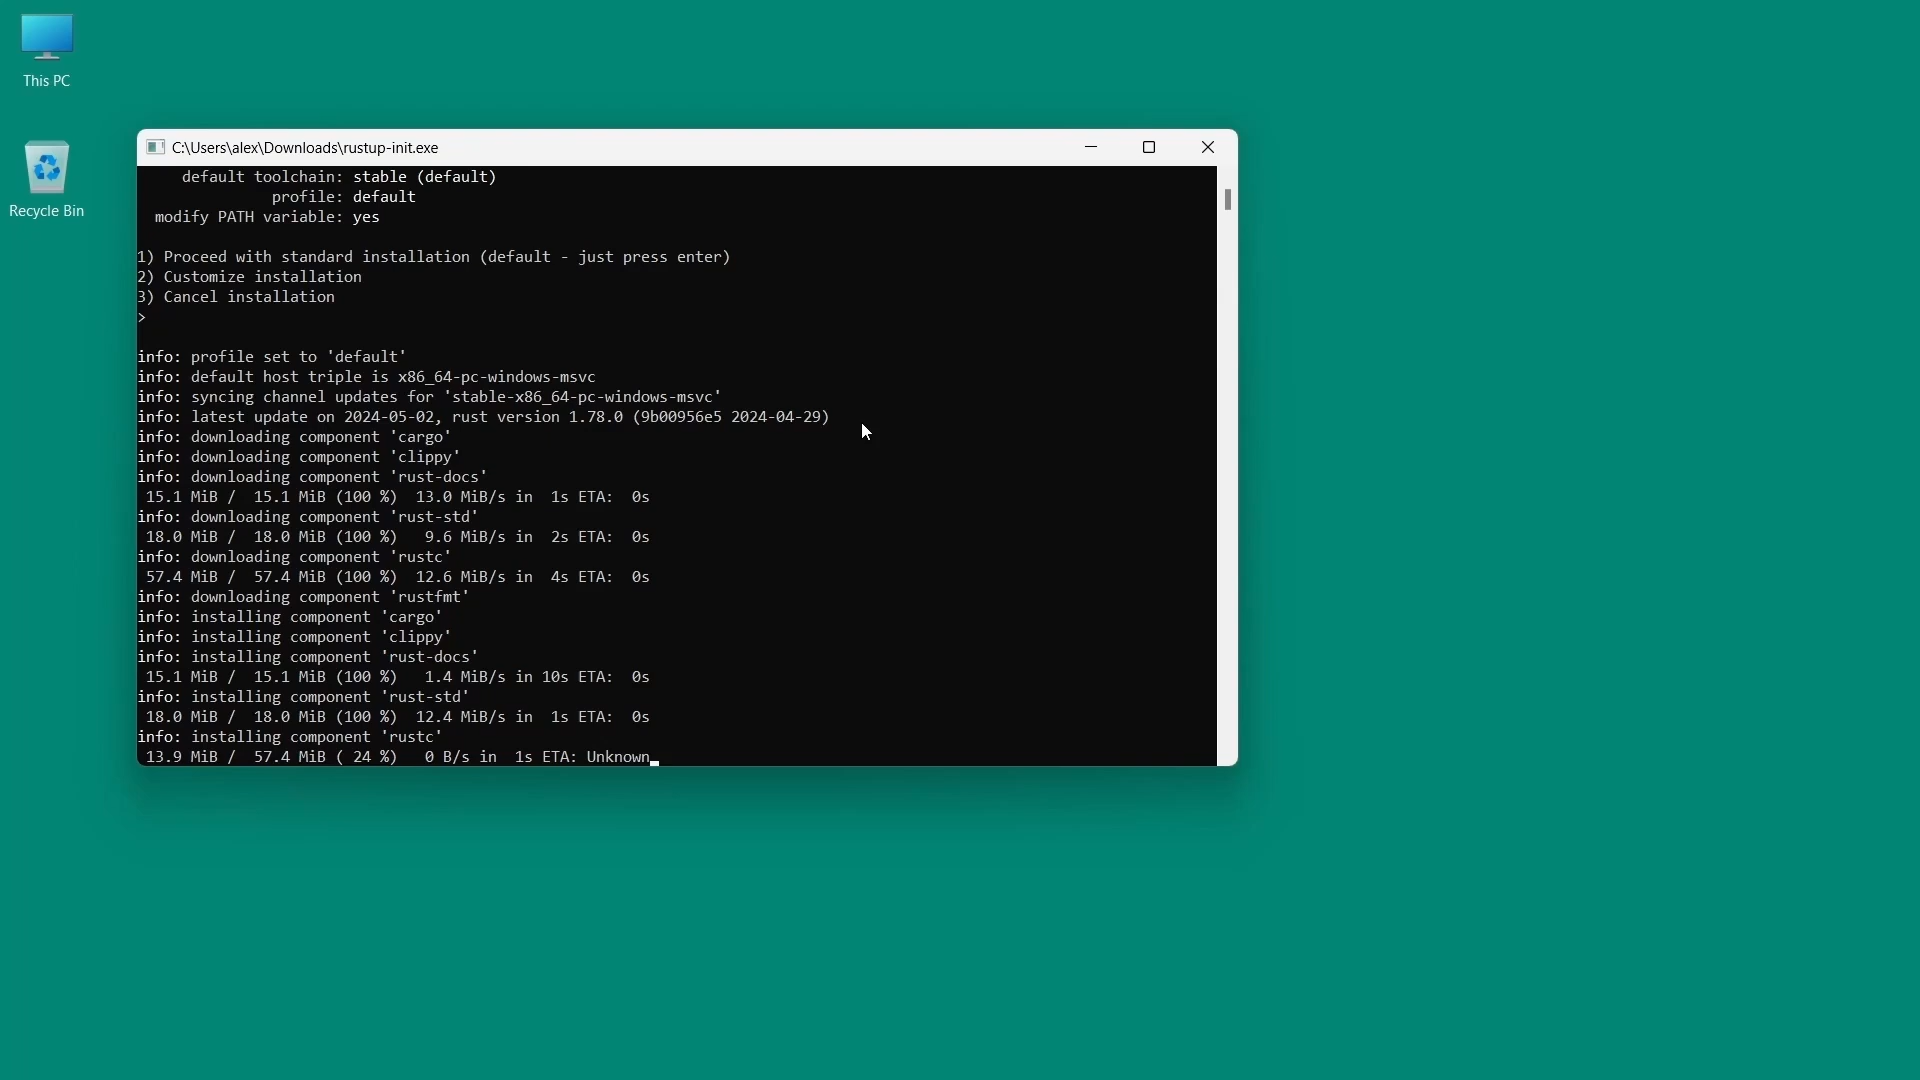 This PC
Recycle Bin
C:\Users\alex\Downloads\rustup-init.exe
default toolchain: stable (default)
profile: default
modify PATH variable: yes
1) Proceed with standard installation (default - just press enter)
2) Customize installation
3) Cancel installation
>
info: profile set to 'default'
info: default host triple is x86_64-pc-windows-msvc
info: syncing channel updates for 'stable-x86_64-pc-windows-msvc'
info: latest update on 2024-05-02, rust version 1.78.0 (9b00956e5 2024-04-29)
info: downloading component 'cargo'
info: downloading component 'clippy'
info: downloading component 'rust-docs'
15.1 MiB / 15.1 MiB (100 %) 13.0 MiB/s in 1s ETA: 0s
info: downloading component 'rust-std'
18.0 MiB / 18.0 MiB (100 %) 9.6 MiB/s in 2s ETA: 0s
info: downloading component 'rustc'
57.4 MiB / 57.4 MiB (100 %) 12.6 MiB/s in 4s ETA: 0s
info: downloading component 'rustfmt'
info: installing component 'cargo'
info: installing component 'clippy'
info: installing component 'rust-docs'
15.1 MiB / 15.1 MiB (100 %) 1.4 MiB/s in 10s ETA: 0s
info: installing component 'rust-std'
18.0 MiB / 18.0 MiB (100 %) 12.4 MiB/s in 1s ETA: 0s
info: installing component 'rustc'
13.9 MiB / 57.4 MiB ( 24 %) 0 B/s in 1s ETA: Unknown